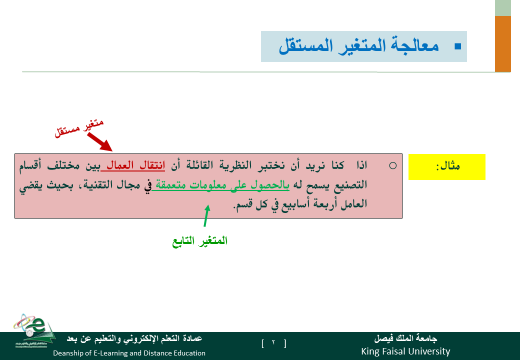 معالجة المتغير المستقل
متغير مستقل
مثال:
اذا كنا نريد أن نختبر النظرية القائلة أن انتقال العمال بين مختلف أقسام
التصنيع يسمح له بالحصول على معلومات متعمقة في مجال التقنية، بحيث يقضي
العامل أربعة أسابيع في كل قسم.
المتغير التابع
جامعة الملك فيصل
King Faisal University
[ ٢ ]
عمادة التعلم الإلكتروني والتعليم عن بعد
Deanship of E-Learning and Distance Education